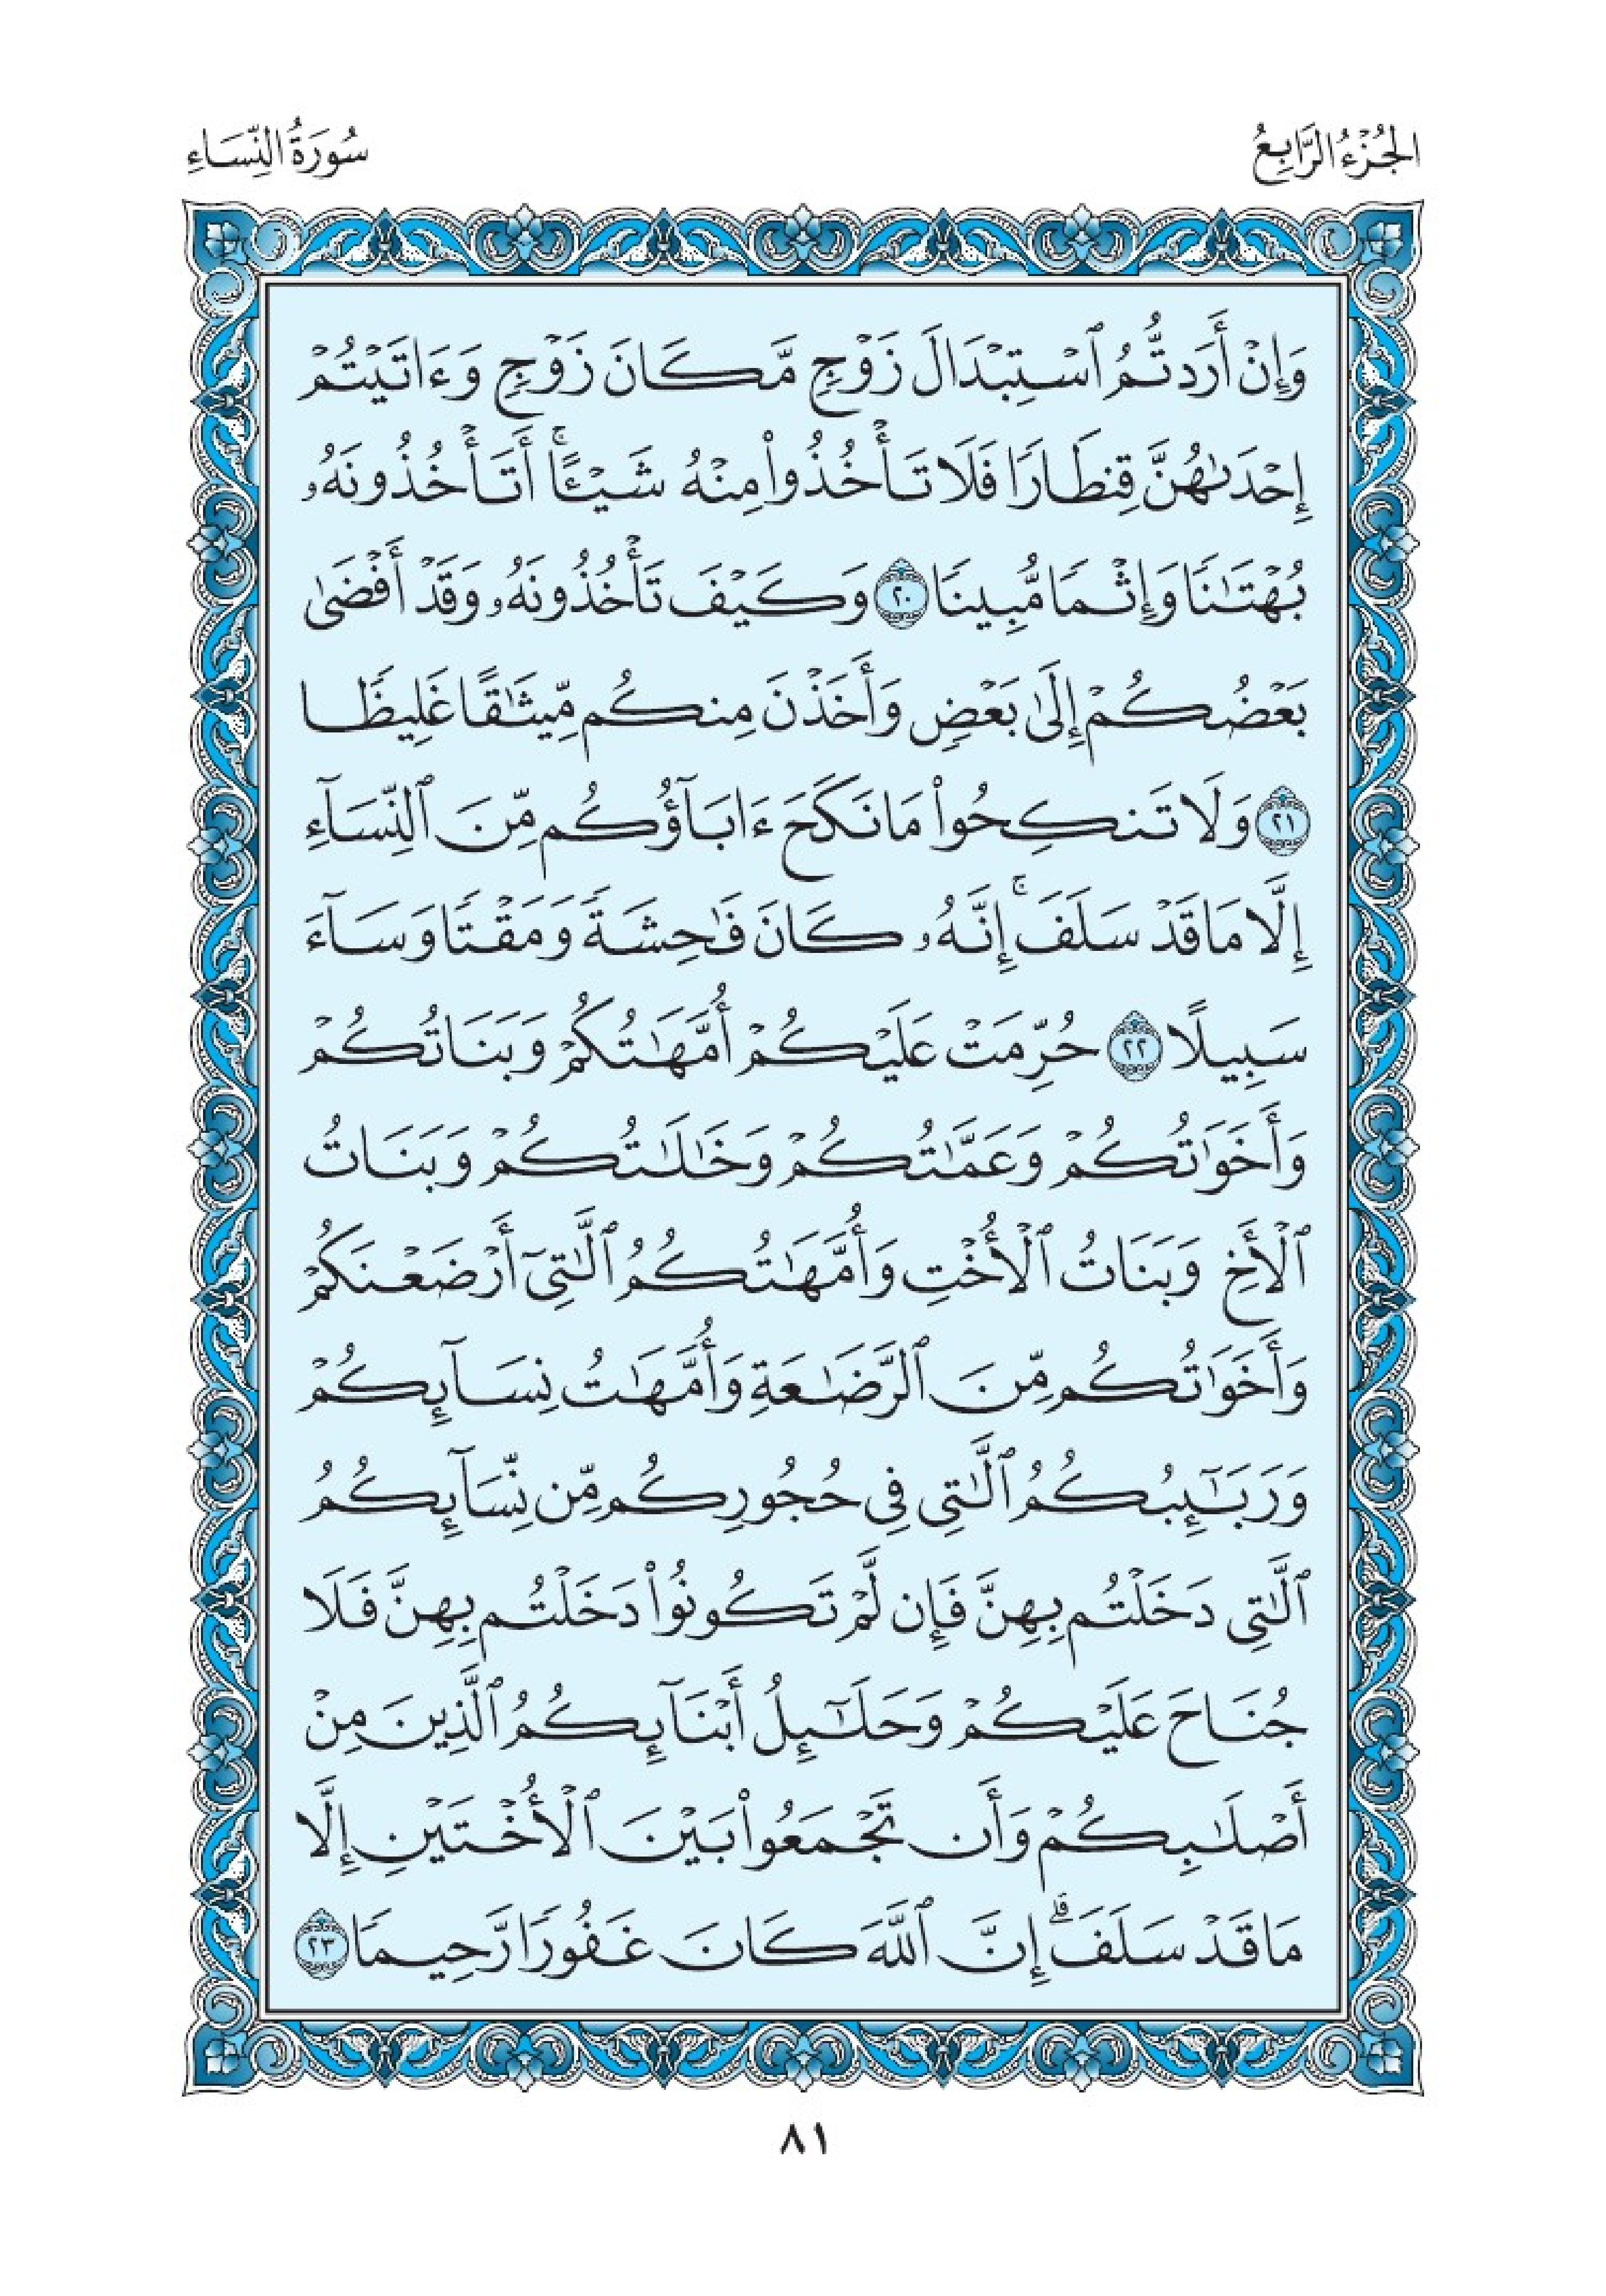 الجُزْءُ الرَّابِعُ
سُورَةُ النِّسَاءِ
وَإِنْ أَرَدتُّمُ ٱسْتِبْدَالَ زَوْجٍ مَّكَانَ زَوْجٍ وَءَاتَيْتُمْ
إِحْدَىٰهُنَّ قِنطَارًا فَلَا تَأْخُذُوا۟ مِنْهُ شَيْـًٔا ۚ أَتَأْخُذُونَهُۥ
بُهْتَـٰنًا وَإِثْمًا مُّبِينًا ٢٠ وَكَيْفَ تَأْخُذُونَهُۥ وَقَدْ أَفْضَىٰ
بَعْضُكُمْ إِلَىٰ بَعْضٍ وَأَخَذْنَ مِنكُم مِّيثَـٰقًا غَلِيظًا
٢١ وَلَا تَنكِحُوا۟ مَا نَكَحَ ءَابَآؤُكُم مِّنَ ٱلنِّسَآءِ
إِلَّا مَا قَدْ سَلَفَ ۚ إِنَّهُۥ كَانَ فَـٰحِشَةً وَمَقْتًا وَسَآءَ
سَبِيلًا ٢٢ حُرِّمَتْ عَلَيْكُمْ أُمَّهَـٰتُكُمْ وَبَنَاتُكُمْ
وَأَخَوَٰتُكُمْ وَعَمَّـٰتُكُمْ وَخَـٰلَـٰتُكُمْ وَبَنَاتُ
ٱلْأَخِ وَبَنَاتُ ٱلْأُخْتِ وَأُمَّهَـٰتُكُمُ ٱلَّـٰتِىٓ أَرْضَعْنَكُمْ
وَأَخَوَٰتُكُم مِّنَ ٱلرَّضَـٰعَةِ وَأُمَّهَـٰتُ نِسَآئِكُمْ
وَرَبَـٰٓئِبُكُمُ ٱلَّـٰتِى فِى حُجُورِكُم مِّن نِّسَآئِكُمُ
ٱلَّـٰتِى دَخَلْتُم بِهِنَّ فَإِن لَّمْ تَكُونُوا۟ دَخَلْتُم بِهِنَّ فَلَا
جُنَاحَ عَلَيْكُمْ وَحَلَـٰٓئِلُ أَبْنَآئِكُمُ ٱلَّذِينَ مِنْ
أَصْلَـٰبِكُمْ وَأَن تَجْمَعُوا۟ بَيْنَ ٱلْأُخْتَيْنِ إِلَّا
مَا قَدْ سَلَفَ ۗ إِنَّ ٱللَّهَ كَانَ غَفُورًا رَّحِيمًا ٢٣
٨١